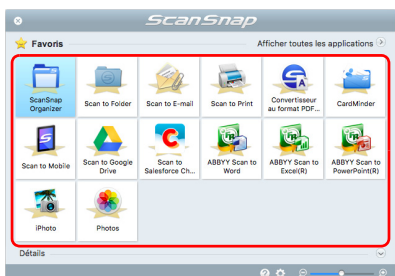 ScanSnap
Favoris
Afficher toutes les applications
ScanSnap Organizer
Scan to Folder
Scan to E-mail
Scan to Print
Convertisseur au format PDF...
CardMinder
Scan to Mobile
Scan to Google Drive
Scan to Salesforce Ch...
ABBYY Scan to Word
ABBYY Scan to Excel(R)
ABBYY Scan to PowerPoint(R)
iPhoto
Photos
Détails